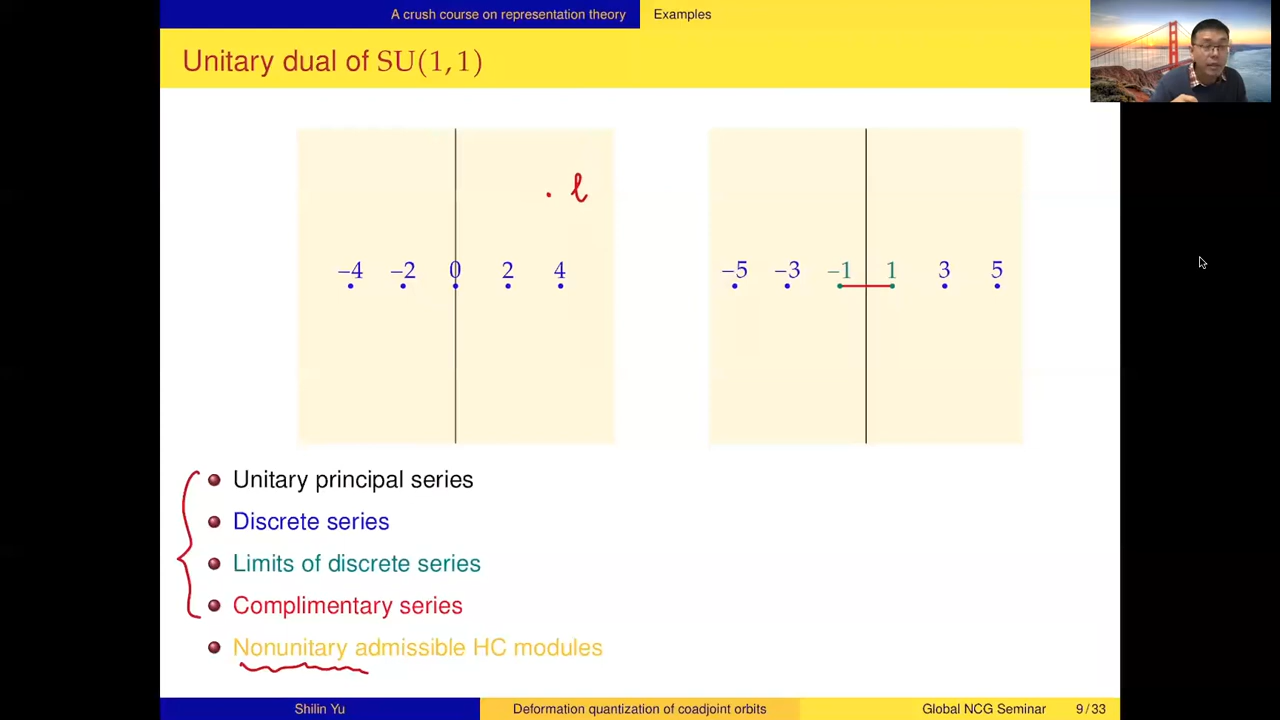 A crush course on representation theory Examples
Unitary dual of SU(1, 1)
ℓ
−4 −2 0 2 4
−5 −3 −1 1 3 5
Unitary principal series
Discrete series
Limits of discrete series
Complimentary series
Nonunitary admissible HC modules
Shilin Yu Deformation quantization of coadjoint orbits Global NCG Seminar 9 / 33